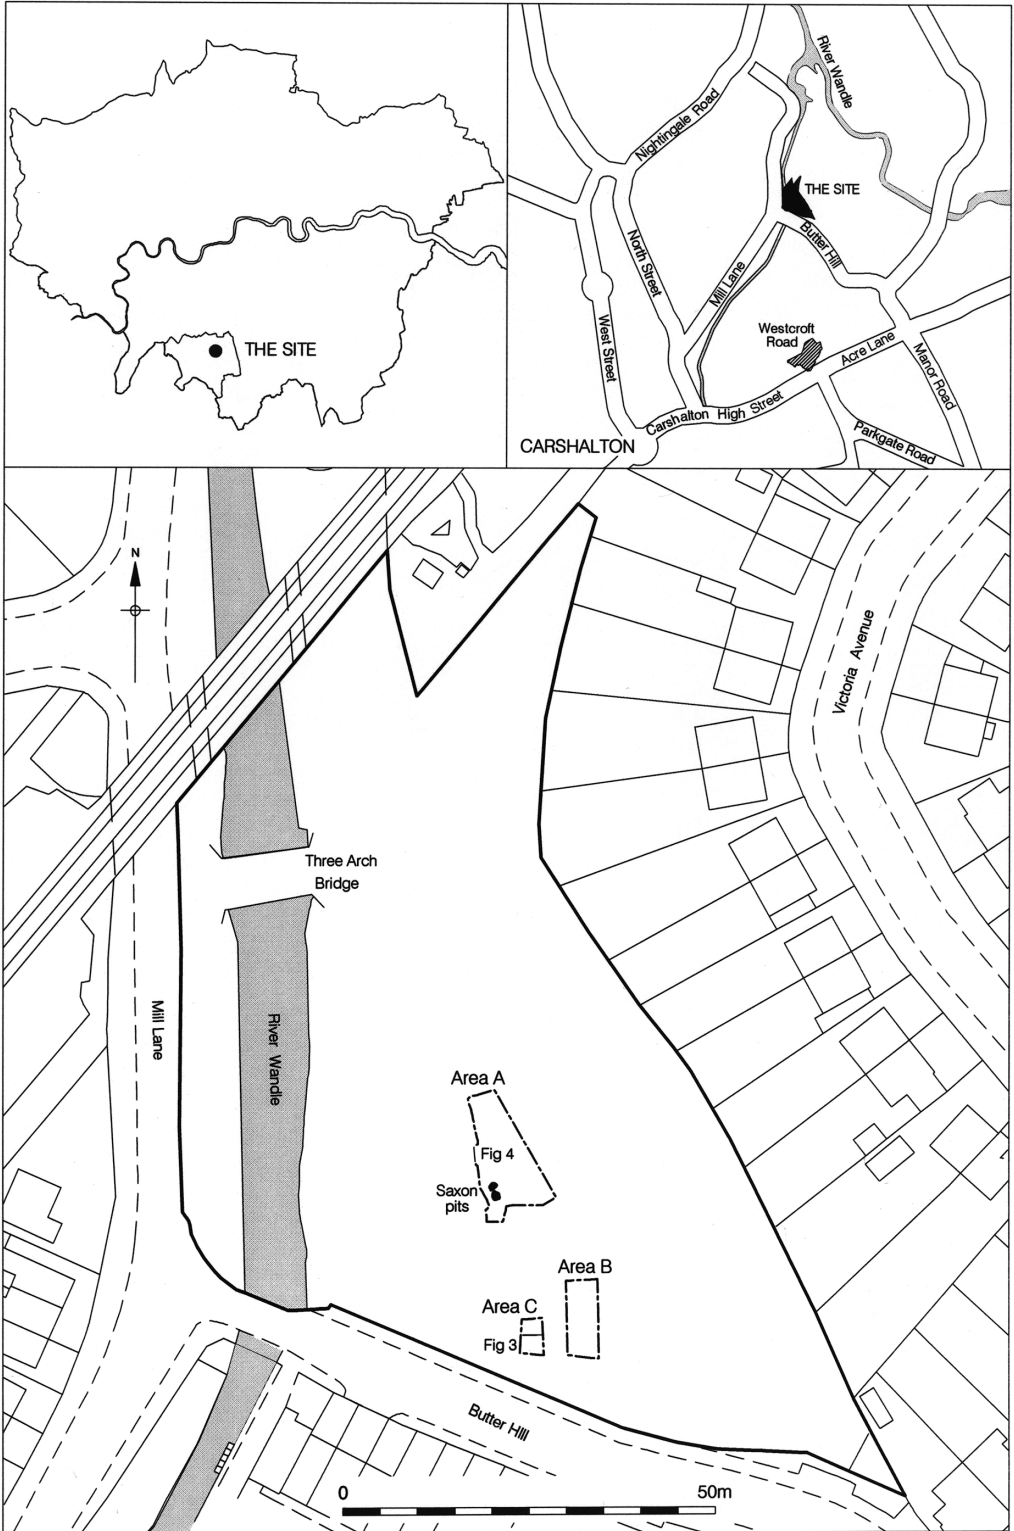 THE SITE
River Wandle
Nightingale Road
THE SITE
North Street
Mill Lane
Butter Hill
West Street
Westcroft
Road
Acre Lane
Manor Road
Carshalton High Street
Parkgate Road
CARSHALTON
N
Victoria Avenue
Three Arch
Bridge
Mill Lane
River Wandle
Area A
Fig 4
Saxon
pits
Area B
Area C
Fig 3
Butter Hill
0 50m